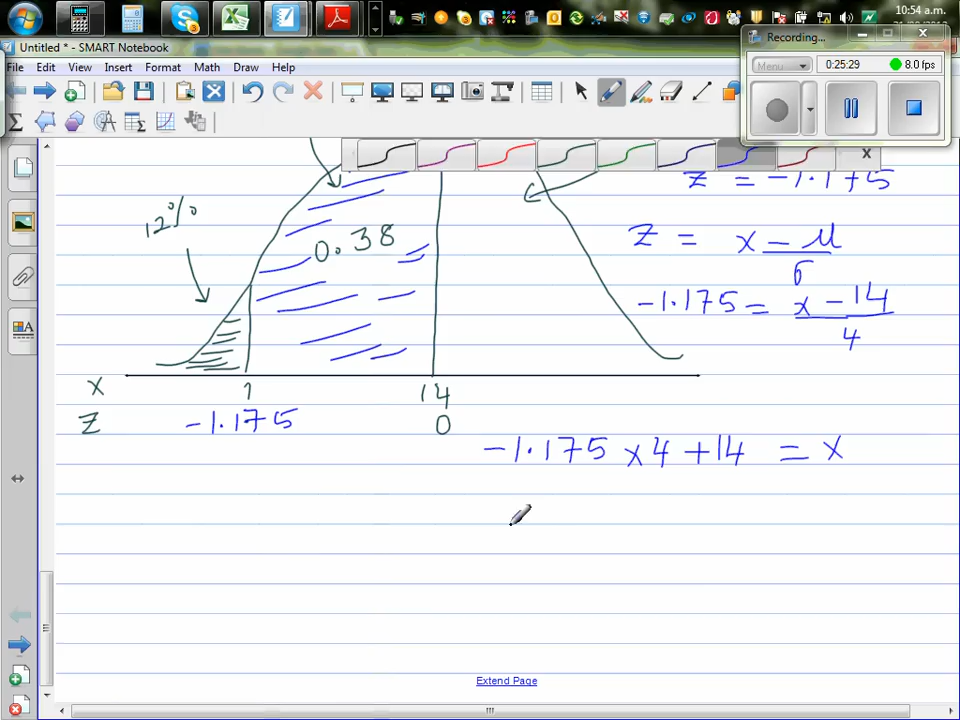 10:54 a.m.
Untitled * - SMART Notebook
Recording...
File Edit View Insert Format Math Draw Help
Menu 0:25:29 8.0 fps
z = -1.175
12%
0.38
z = x - μ
σ
-1.175 = x - 14
4
x ? 14
z -1.175 0
-1.175 x 4 + 14 = x
Extend Page